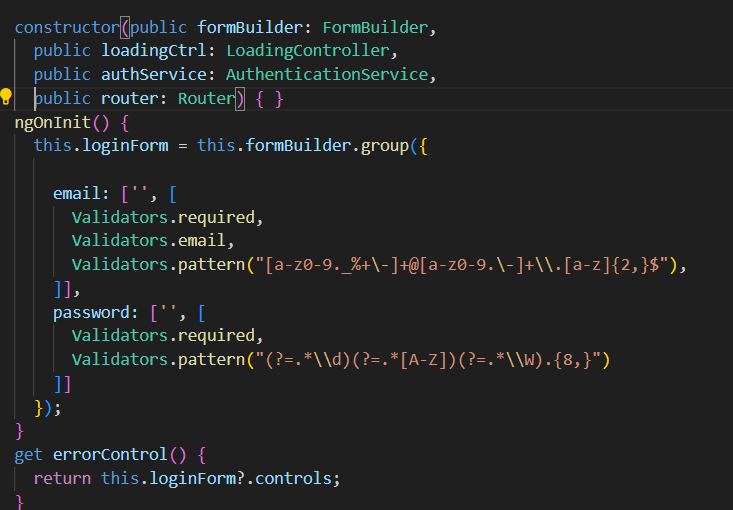 constructor(public formBuilder: FormBuilder,
public loadingCtrl: LoadingController,
public authService: AuthenticationService,
public router: Router) { }
ngOnInit() {
this.loginForm = this.formBuilder.group({
email: ['', [
Validators.required,
Validators.email,
Validators.pattern("[a-z0-9._%+\-]+@[a-z0-9.\-]+\\.[a-z]{2,}$"),
]],
password: ['', [
Validators.required,
Validators.pattern("(?=.*\\d)(?=.*[A-Z])(?=.*\\W).{8,}")
]]
});
}
get errorControl() {
return this.loginForm?.controls;
}